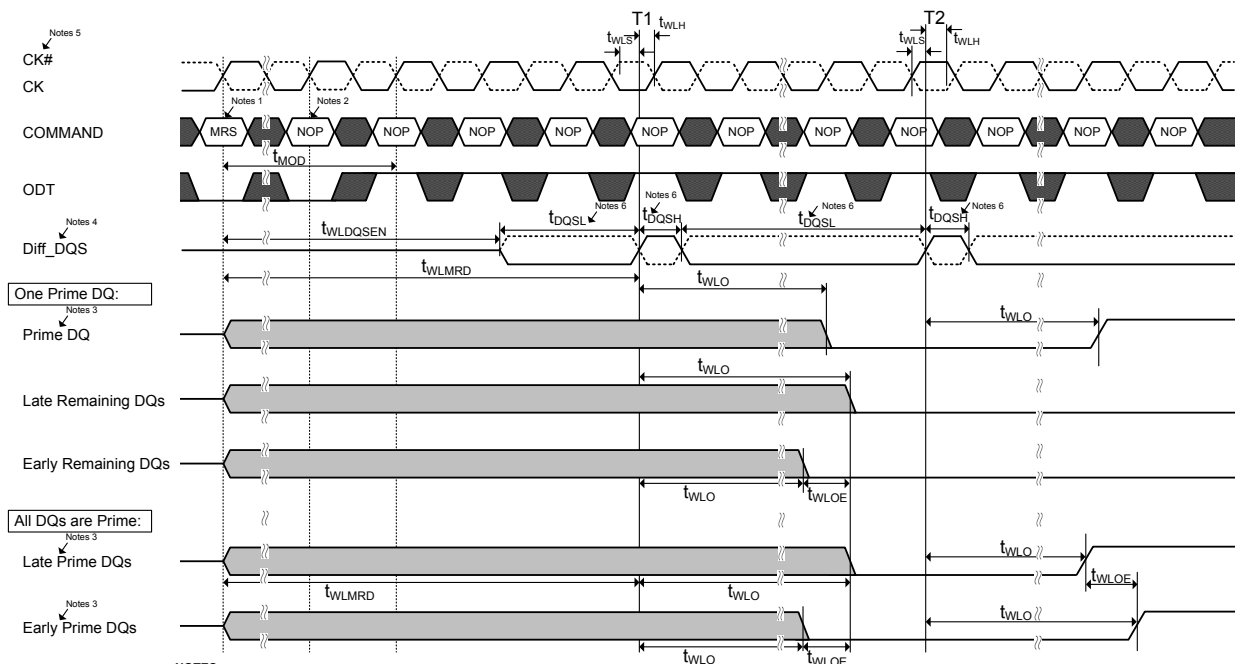 T1 T2
tWLS tWLH tWLS tWLH
Notes 5
CK#
CK
Notes 1 Notes 2
COMMAND MRS NOP NOP NOP NOP NOP NOP NOP NOP NOP NOP NOP
tMOD
ODT
Notes 6 Notes 6 Notes 6 Notes 6
tDQSL tDQSH tDQSL tDQSH
Notes 4
Diff_DQS
tWLDQSEN
tWLMRD
tWLO
One Prime DQ:
Notes 3
Prime DQ
tWLO
tWLO
Late Remaining DQs
Early Remaining DQs
tWLO tWLOE
All DQs are Prime:
Notes 3
Late Prime DQs
tWLO
tWLMRD tWLO
tWLOE
Notes 3
Early Prime DQs
tWLO
tWLO tWLOE